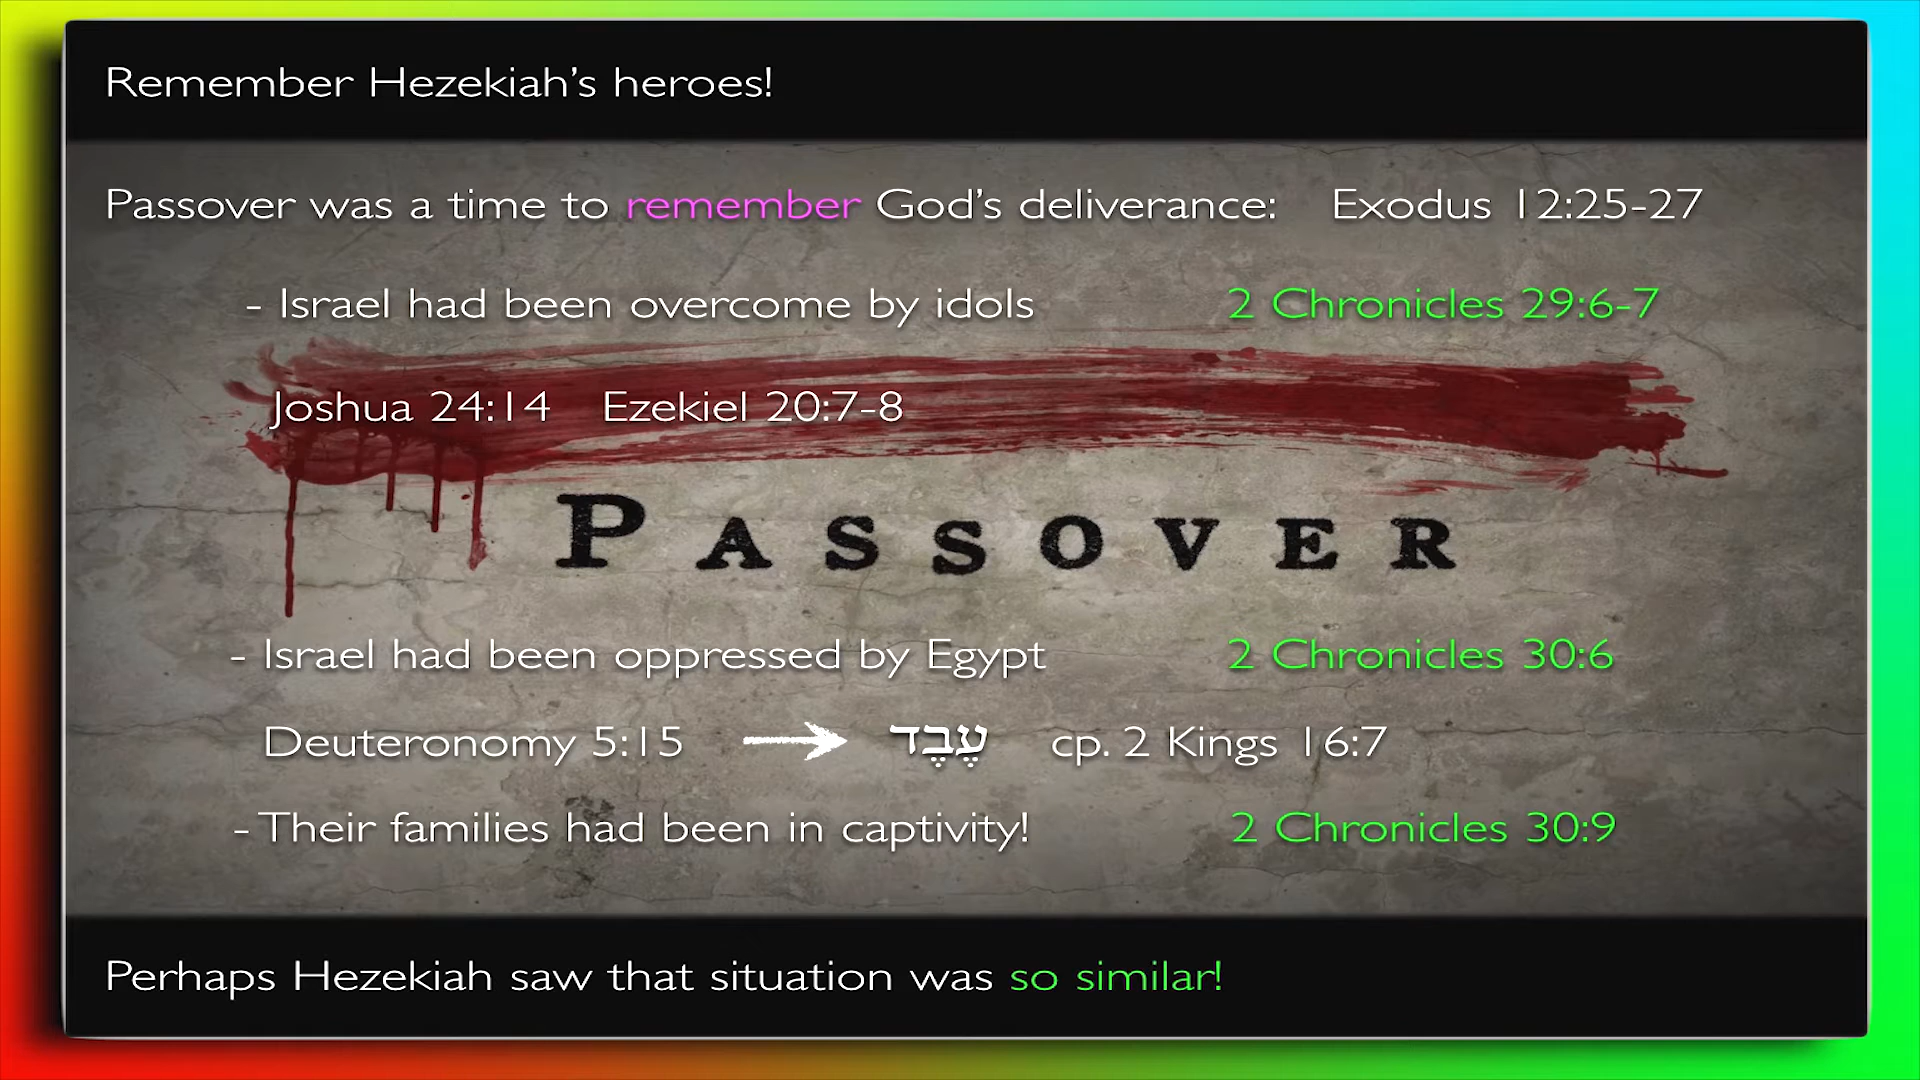 Remember Hezekiah’s heroes!
Passover was a time to remember God’s deliverance: Exodus 12:25-27
- Israel had been overcome by idols 2 Chronicles 29:6-7
Joshua 24:14 Ezekiel 20:7-8
PASSOVER
- Israel had been oppressed by Egypt 2 Chronicles 30:6
Deuteronomy 5:15 → עֶבֶד cp. 2 Kings 16:7
- Their families had been in captivity! 2 Chronicles 30:9
Perhaps Hezekiah saw that situation was so similar!